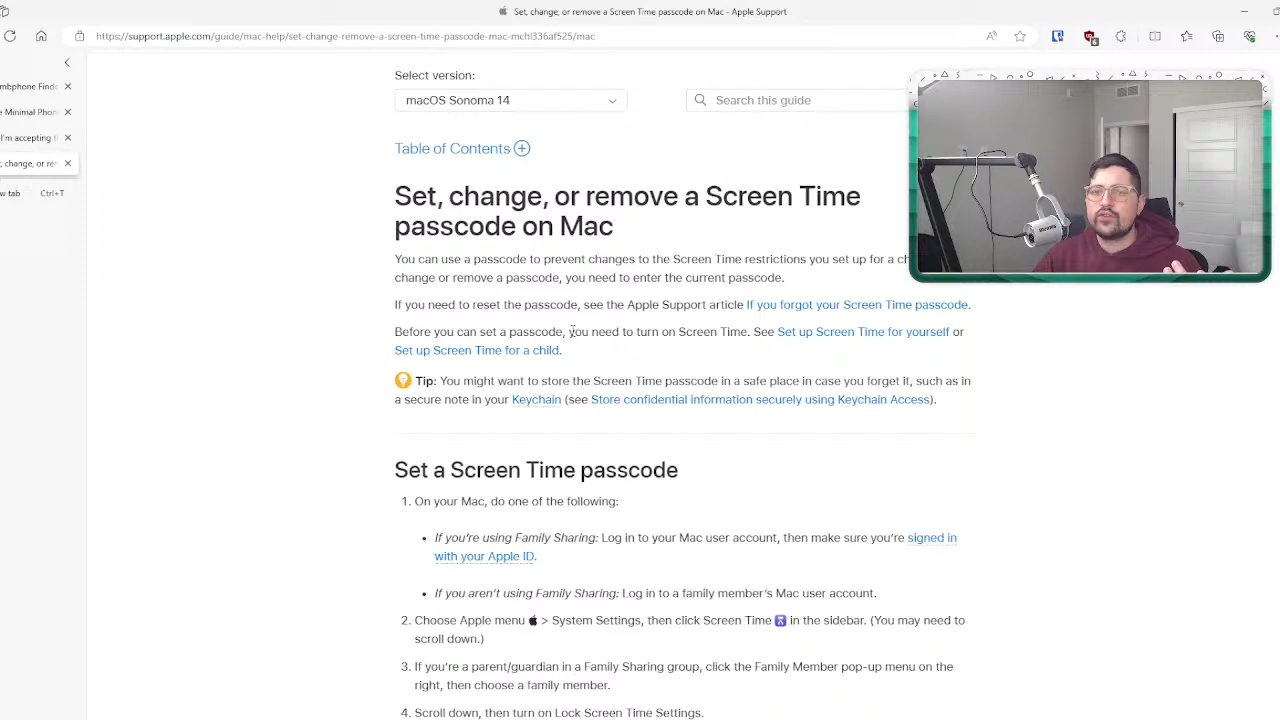 Set, change, or remove a Screen Time passcode on Mac - Apple Support
https://support.apple.com/guide/mac-help/set-change-remove-a-screen-time-passcode-mac-mchl336af525/mac
mbphone Finde
e Minimal Phone
I'm accepting t
t, change, or rem
w tab Ctrl+T
Select version:
macOS Sonoma 14
Search this guide
Table of Contents
Set, change, or remove a Screen Time
passcode on Mac
You can use a passcode to prevent changes to the Screen Time restrictions you set up for a ch
change or remove a passcode, you need to enter the current passcode.
If you need to reset the passcode, see the Apple Support article If you forgot your Screen Time passcode.
Before you can set a passcode, you need to turn on Screen Time. See Set up Screen Time for yourself or
Set up Screen Time for a child.
Tip: You might want to store the Screen Time passcode in a safe place in case you forget it, such as in
a secure note in your Keychain (see Store confidential information securely using Keychain Access).
Set a Screen Time passcode
1. On your Mac, do one of the following:
• If you're using Family Sharing: Log in to your Mac user account, then make sure you're signed in
with your Apple ID.
• If you aren't using Family Sharing: Log in to a family member's Mac user account.
2. Choose Apple menu > System Settings, then click Screen Time in the sidebar. (You may need to
scroll down.)
3. If you're a parent/guardian in a Family Sharing group, click the Family Member pop-up menu on the
right, then choose a family member.
4. Scroll down, then turn on Lock Screen Time Settings.